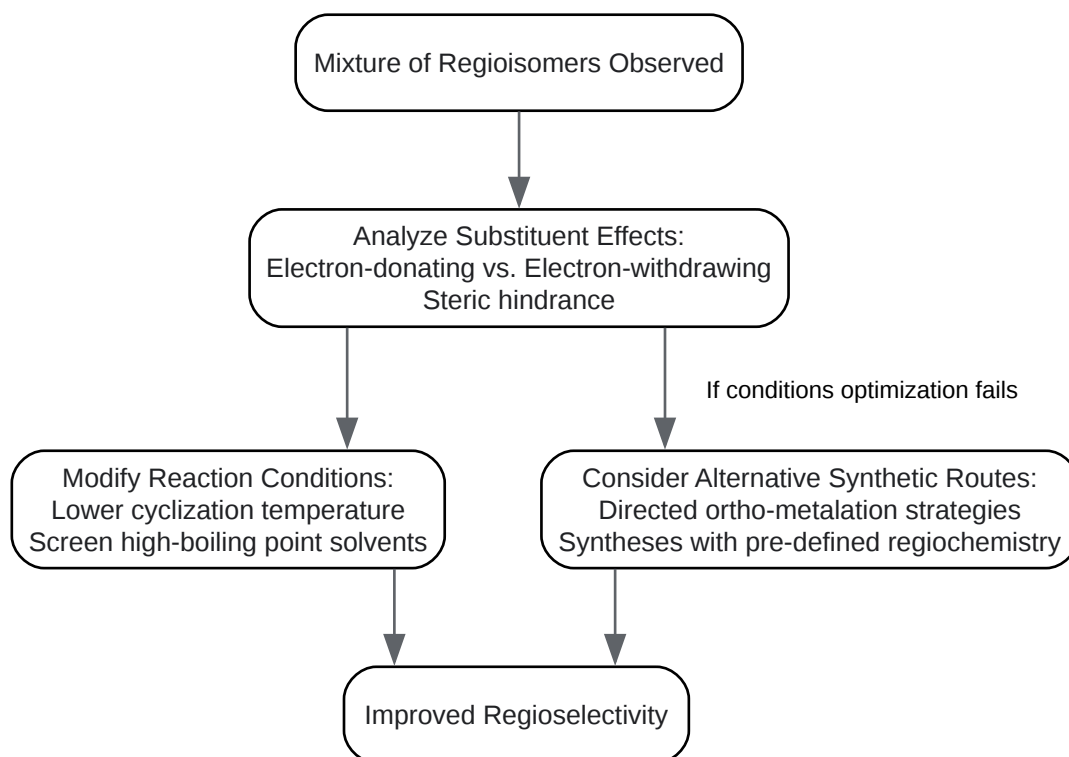 Mixture of Regioisomers Observed
Analyze Substituent Effects:
Electron-donating vs. Electron-withdrawing
Steric hindrance
If conditions optimization fails
Modify Reaction Conditions:
Lower cyclization temperature
Screen high-boiling point solvents
Consider Alternative Synthetic Routes:
Directed ortho-metalation strategies
Syntheses with pre-defined regiochemistry
Improved Regioselectivity